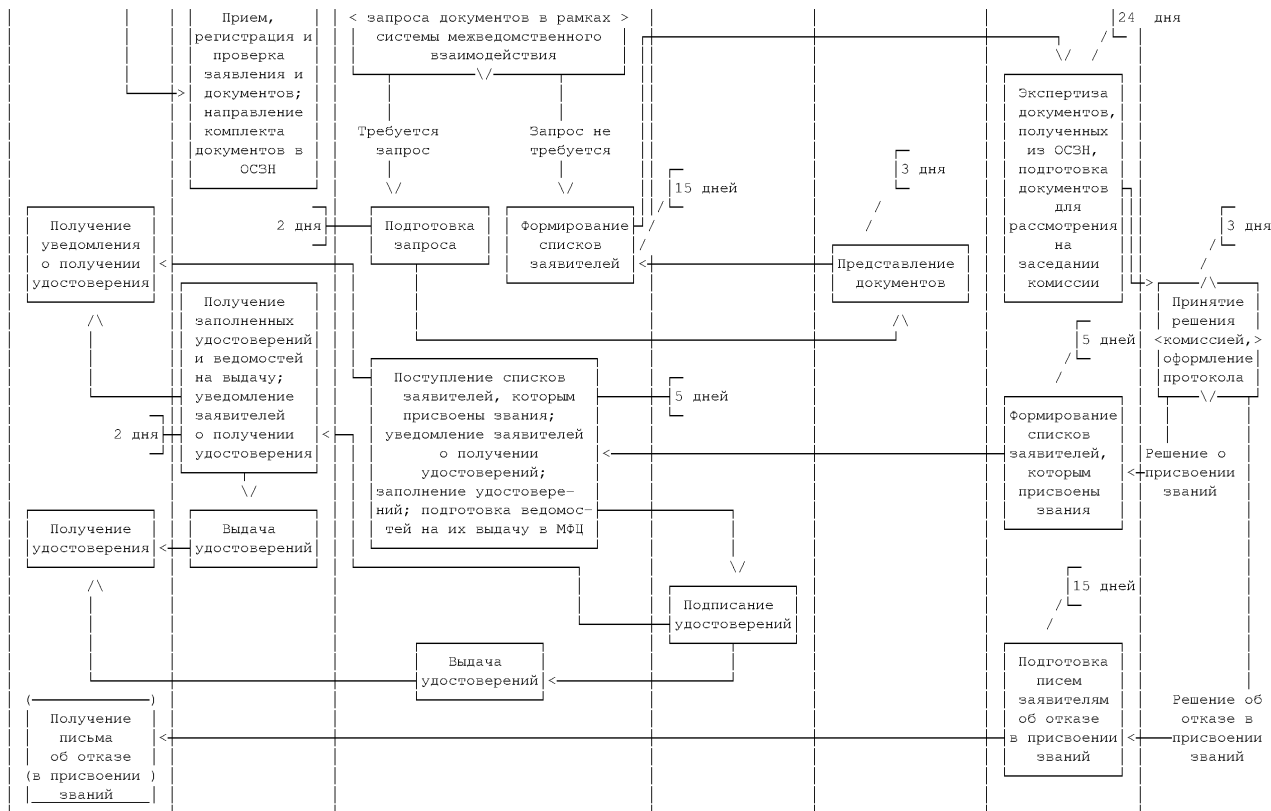 Прием,
регистрация и
проверка
заявления и
документов;
направление
комплекта
документов в
ОСЗН
< запроса документов в рамках >
системы межведомственного
взаимодействия
24 дня
Требуется
запрос
Запрос не
требуется
Экспертиза
документов,
полученных
из ОСЗН,
подготовка
документов
для
рассмотрения
на
заседании
комиссии
3 дня
15 дней
Получение
уведомления
о получении
удостоверения
2 дня
Подготовка
запроса
Формирование
списков
заявителей
Представление
документов
3 дня
Получение
заполненных
удостоверений
и ведомостей
на выдачу;
уведомление
заявителей
о получении
удостоверения
2 дня
Поступление списков
заявителей, которым
присвоены звания;
уведомление заявителей
о получении
удостоверений;
заполнение удостовере-
ний; подготовка ведомос-
тей на их выдачу в МФЦ
5 дней
5 дней
Принятие
решения
<комиссией,>
оформление
протокола
Формирование
списков
заявителей,
которым
присвоены
звания
Решение о
присвоении
званий
Получение
удостоверения
Выдача
удостоверений
Подписание
удостоверений
15 дней
Выдача
удостоверений
Подготовка
писем
заявителям
об отказе
в присвоении
званий
Решение об
отказе в
присвоении
званий
Получение
письма
об отказе
(в присвоении )
званий